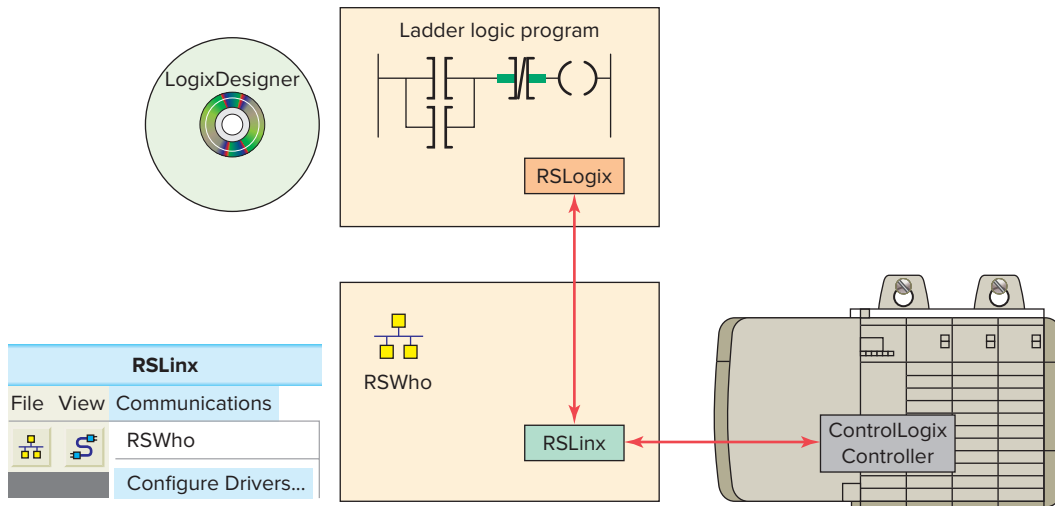 LogixDesigner
Ladder logic program
RSLogix
RSWho
RSLinx
ControlLogix
Controller
RSLinx
File View Communications
RSWho
Configure Drivers...